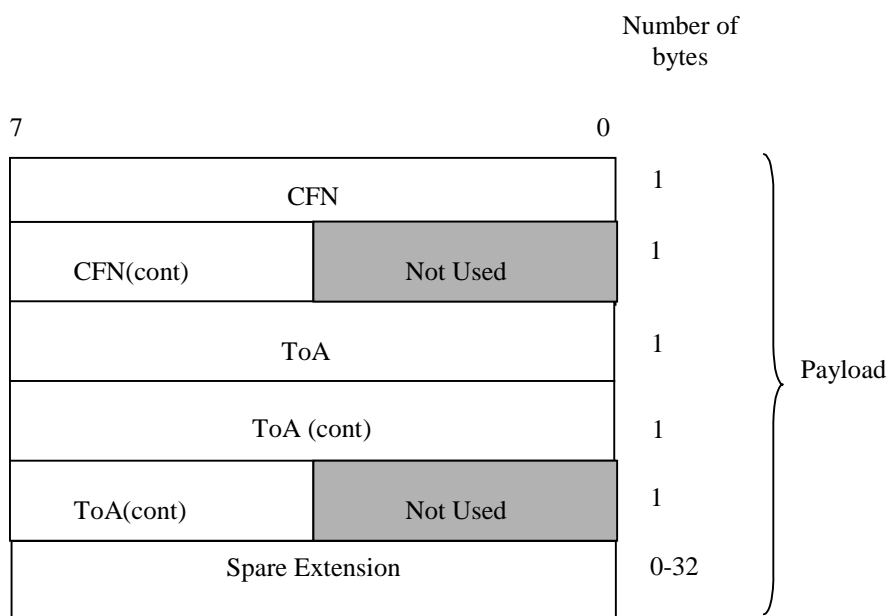 Number of
bytes
7 0
CFN 1
CFN(cont) Not Used 1
ToA 1
Payload
ToA (cont) 1
ToA(cont) Not Used 1
Spare Extension 0-32